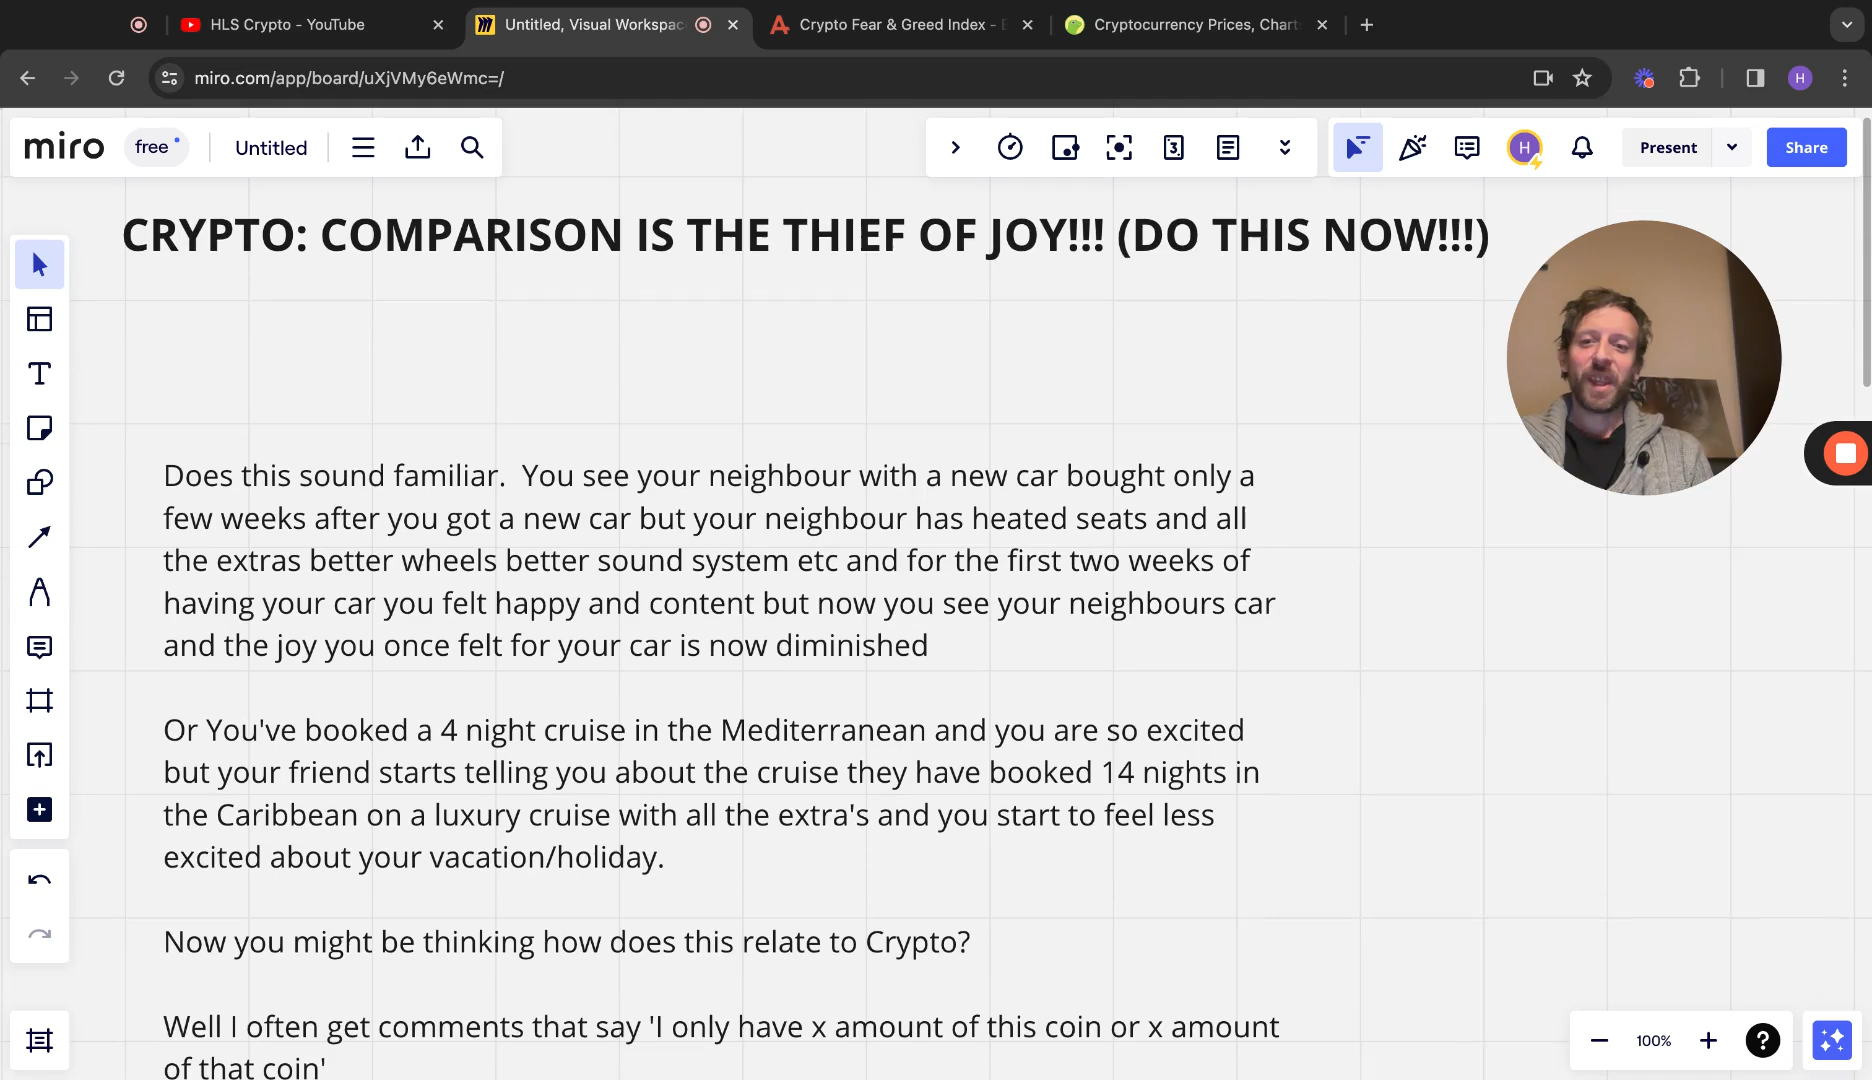 HLS Crypto - YouTube
Untitled, Visual Workspac
Crypto Fear & Greed Index -
Cryptocurrency Prices, Chart
miro.com/app/board/uXjVMy6eWmc=/
H
miro
free
Untitled
3
H
Present
Share
CRYPTO: COMPARISON IS THE THIEF OF JOY!!! (DO THIS NOW!!!)
Does this sound familiar.  You see your neighbour with a new car bought only a
few weeks after you got a new car but your neighbour has heated seats and all
the extras better wheels better sound system etc and for the first two weeks of
having your car you felt happy and content but now you see your neighbours car
and the joy you once felt for your car is now diminished
Or You've booked a 4 night cruise in the Mediterranean and you are so excited
but your friend starts telling you about the cruise they have booked 14 nights in
the Caribbean on a luxury cruise with all the extra's and you start to feel less
excited about your vacation/holiday.
Now you might be thinking how does this relate to Crypto?
Well I often get comments that say 'I only have x amount of this coin or x amount
of that coin'
100%
?